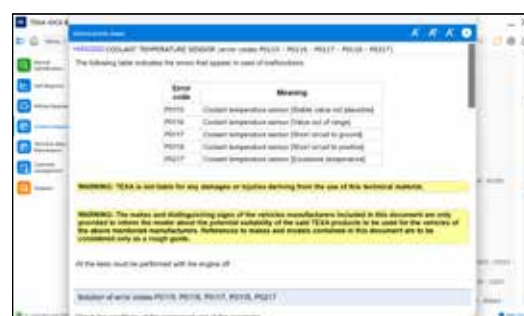 TEXA IDC5
COOLANT TEMPERATURE SENSOR (error codes P0115 - P0116 - P0117 - P0118 - P0217).
The following table indicates the errors that appear in case of malfunctions.
Error code Meaning
P0115 Coolant temperature sensor [Stable value not plausible]
P0116 Coolant temperature sensor [Value out of range]
P0117 Coolant temperature sensor [Short circuit to ground]
P0118 Coolant temperature sensor [Short circuit to positive]
P0217 Coolant temperature sensor [Excessive temperature]
WARNING: TEXA is not liable for any damages or injuries deriving from the use of this technical material.
WARNING: The makes and distinguishing signs of the vehicles manufacturers included in this document are only
provided to inform the reader about the potential suitability of the said TEXA products to be used for the vehicles of
the above mentioned manufacturers. References to makes and models contained in this document are to be
considered only as a rough guide.
All the tests must be performed with the engine off
Solution of error codes P0115, P0116, P0117, P0118, P0217